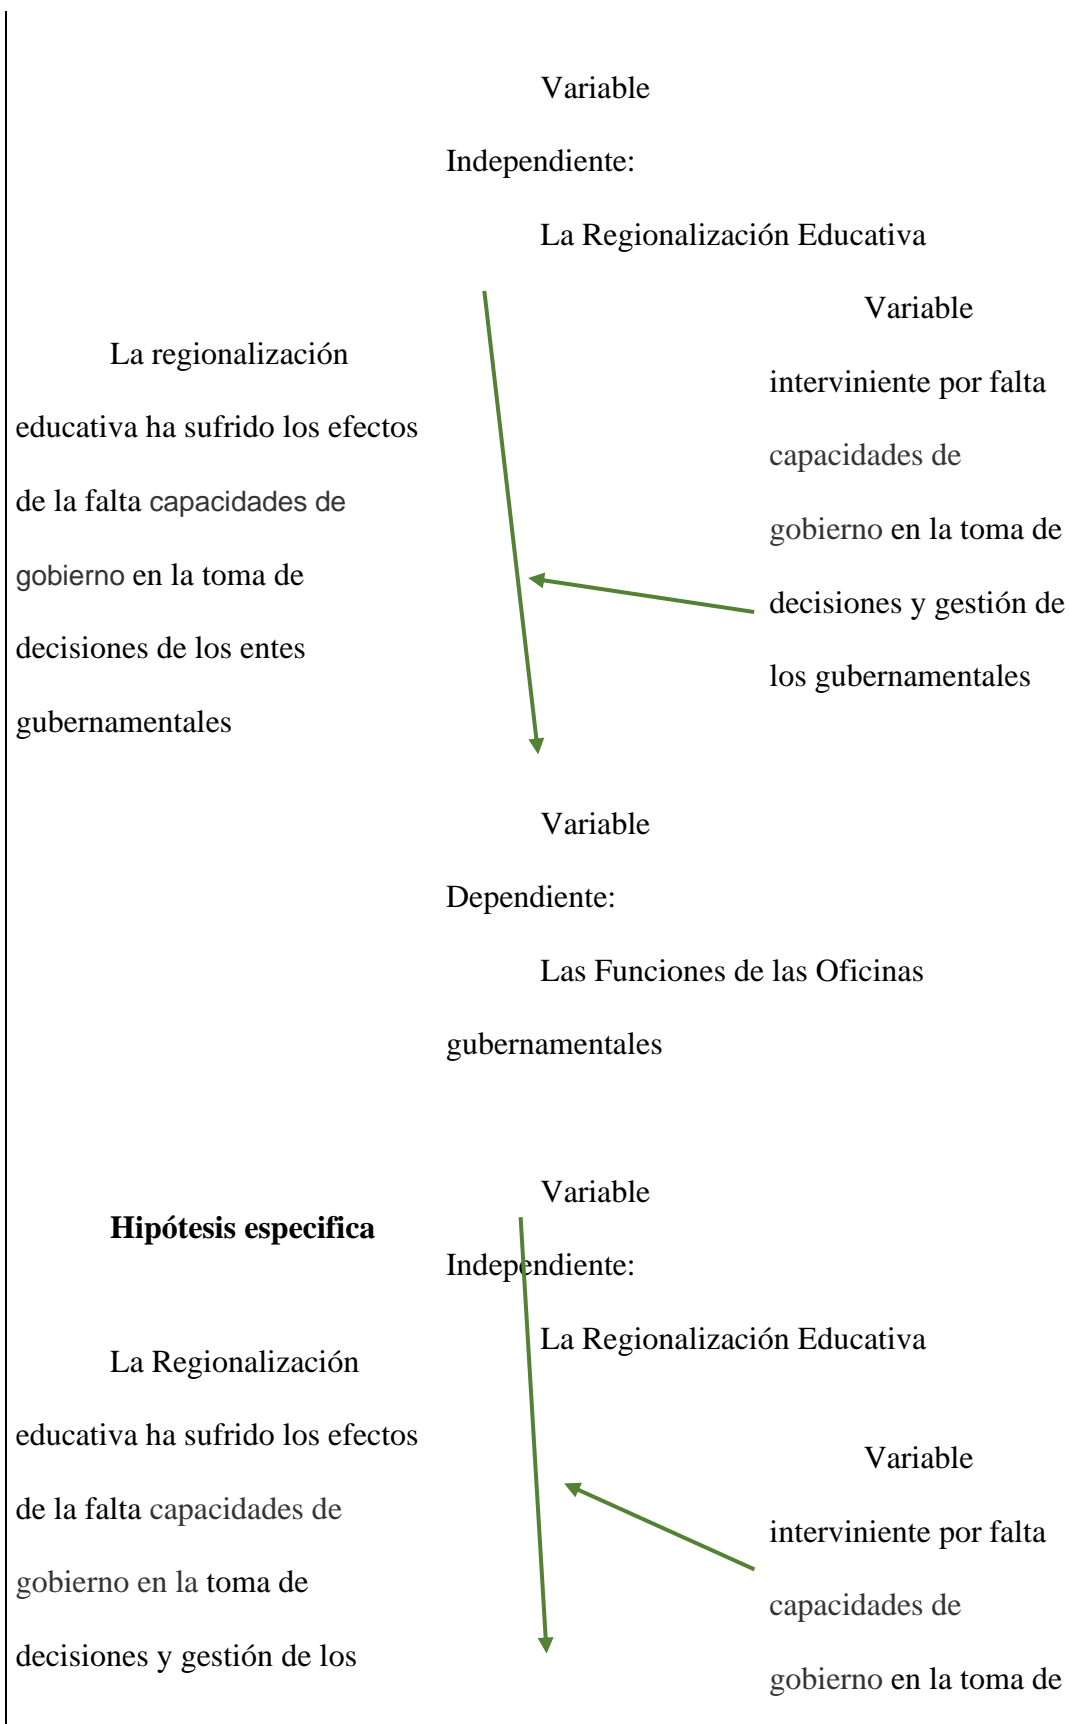 Variable
Independiente:
La Regionalización Educativa
La regionalización
educativa ha sufrido los efectos
de la falta capacidades de
gobierno en la toma de
decisiones de los entes
gubernamentales
Variable
interviniente por falta
capacidades de
gobierno en la toma de
decisiones y gestión de
los gubernamentales
Variable
Dependiente:
Las Funciones de las Oficinas
gubernamentales
Hipótesis especifica
La Regionalización
educativa ha sufrido los efectos
de la falta capacidades de
gobierno en la toma de
decisiones y gestión de los
Variable
Independiente:
La Regionalización Educativa
Variable
interviniente por falta
capacidades de
gobierno en la toma de